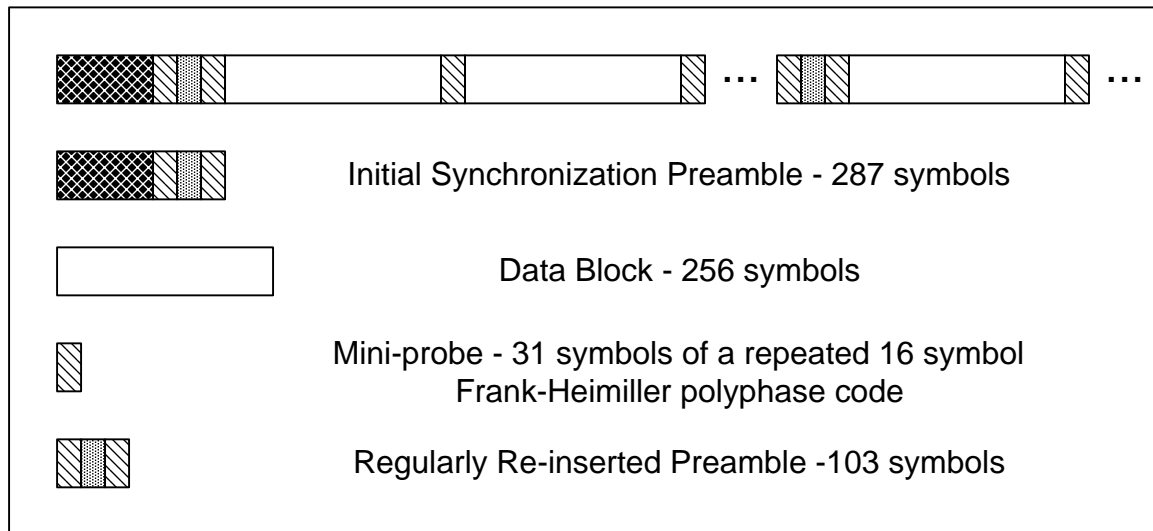 ...
...
Initial Synchronization Preamble - 287 symbols
Data Block - 256 symbols
Mini-probe - 31 symbols of a repeated 16 symbol
Frank-Heimiller polyphase code
Regularly Re-inserted Preamble -103 symbols